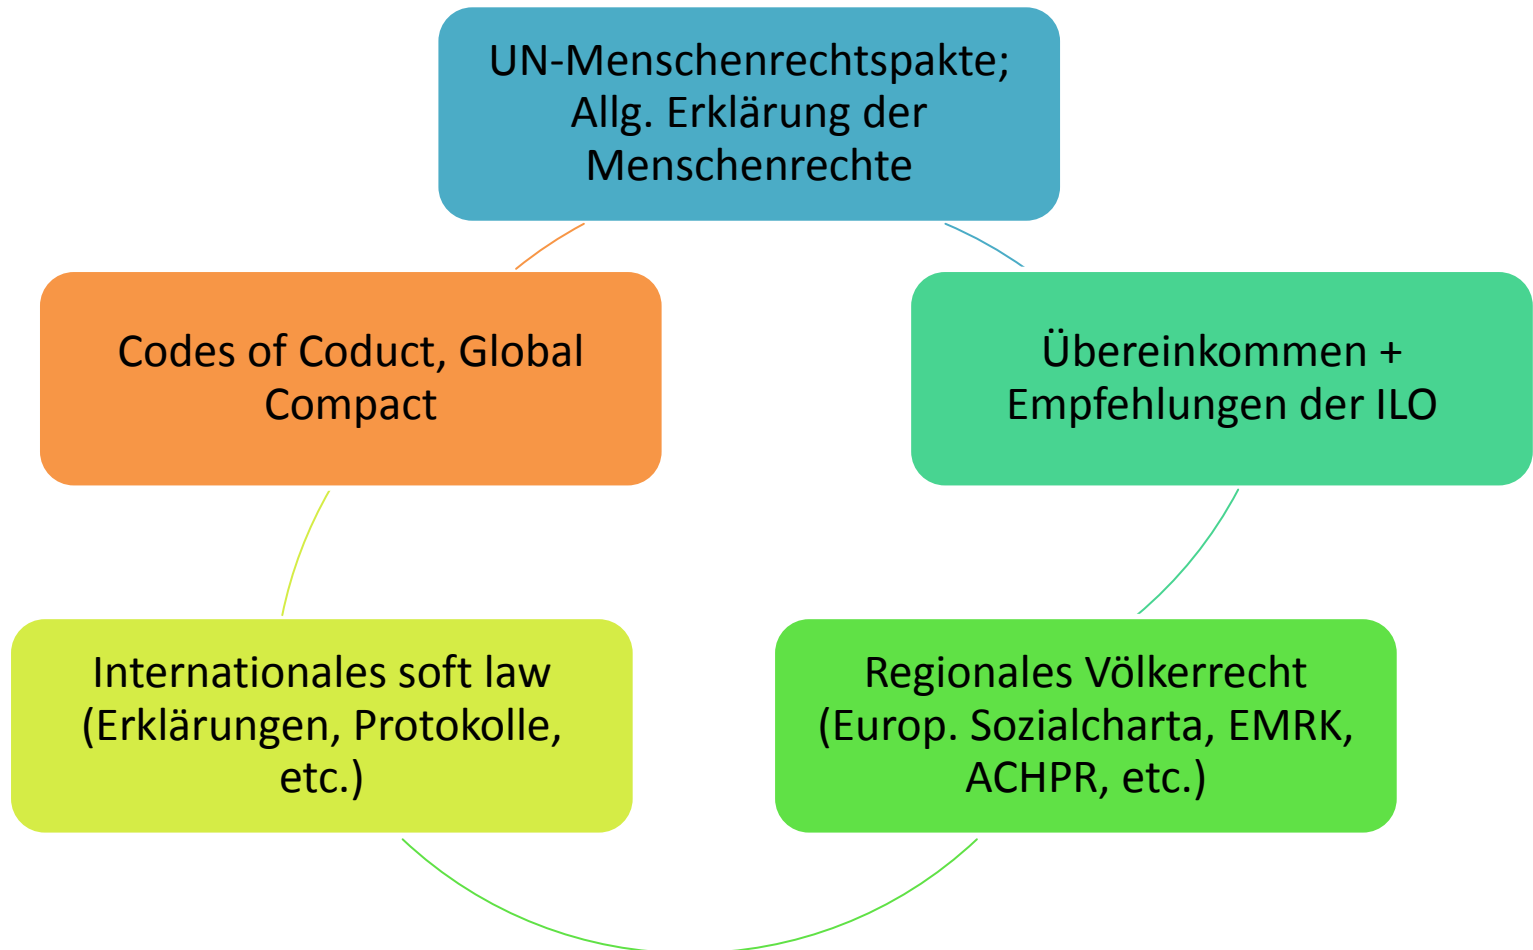 UN-Menschenrechtspakte;
Allg. Erklärung der
Menschenrechte
Codes of Coduct, Global
Compact
Übereinkommen +
Empfehlungen der ILO
Internationales soft law
(Erklärungen, Protokolle,
etc.)
Regionales Völkerrecht
(Europ. Sozialcharta, EMRK,
ACHPR, etc.)